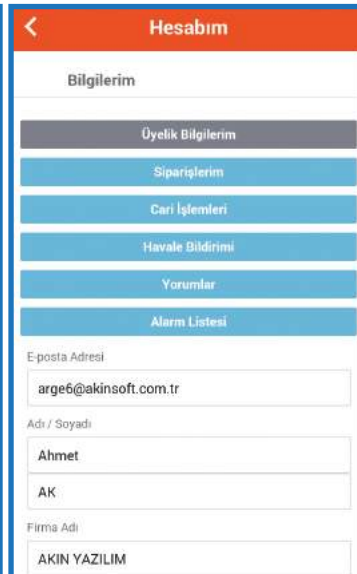 Hesabım
Bilgilerim
Üyelik Bilgilerim
Siparişlerim
Cari İşlemleri
Havale Bildirimi
Yorumlar
Alarm Listesi
E-posta Adresi
arge6@akinsoft.com.tr
Adı / Soyadı
Ahmet
AK
Firma Adı
AKIN YAZILIM